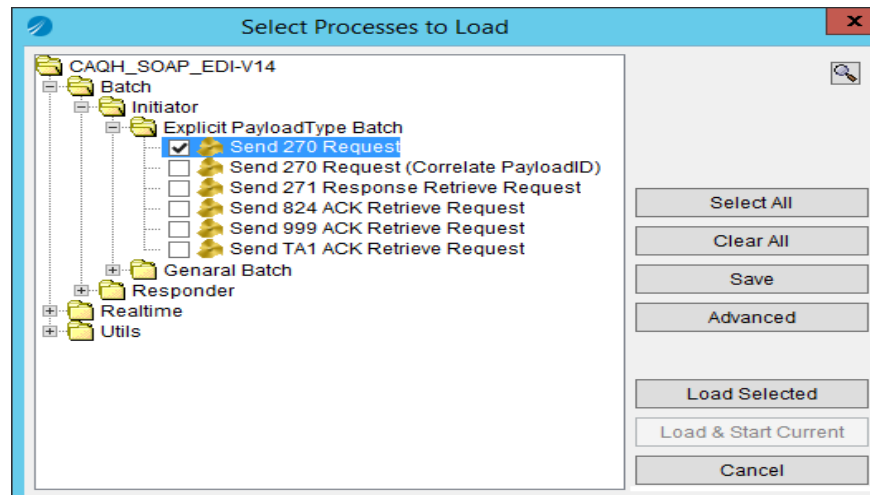 Select Processes to Load
x
CAQH_SOAP_EDI-V14
Batch
Initiator
Explicit PayloadType Batch
Send 270 Request
Send 270 Request (Correlate PayloadID)
Send 271 Response Retrieve Request
Send 824 ACK Retrieve Request
Send 999 ACK Retrieve Request
Send TA1 ACK Retrieve Request
Genaral Batch
Responder
Realtime
Utils
Select All
Clear All
Save
Advanced
Load Selected
Load & Start Current
Cancel